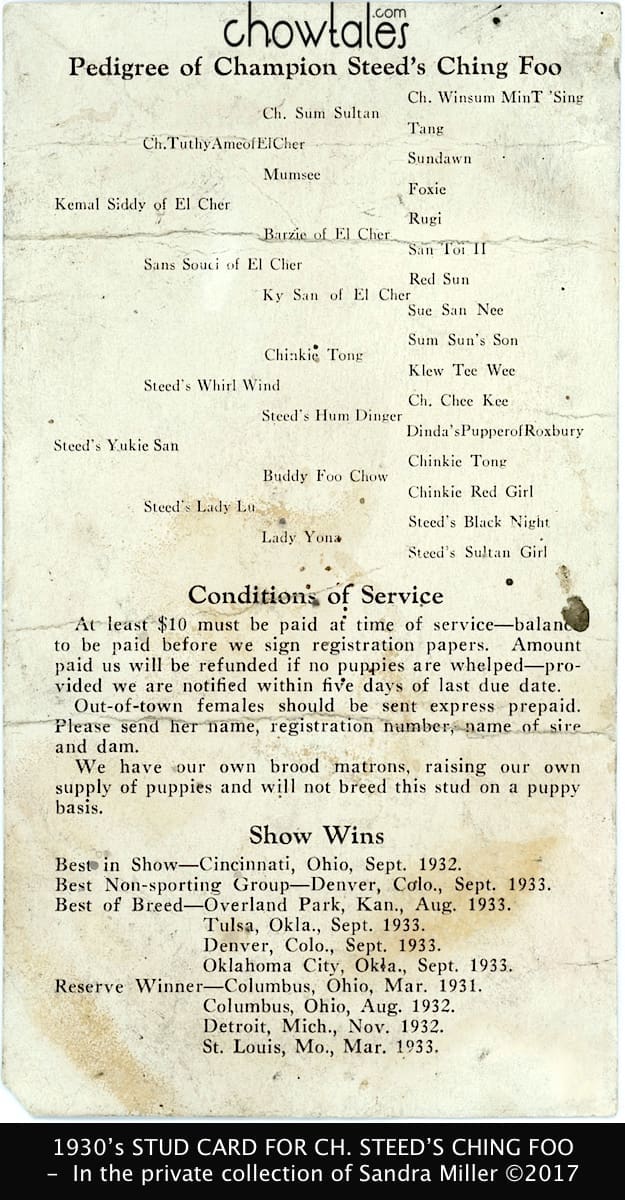 chowtales
.com
Pedigree of Champion Steed's Ching Foo
Ch. Winsum MinT 'Sing
Ch. Sum Sultan
Tang
Ch.TuthyAmeofElCher
Sundawn
Mumsee
Foxie
Kemal Siddy of El Cher
Rugi
Barzie of El Cher
San Toi II
Sans Souci of El Cher
Red Sun
Ky San of El Cher
Sue San Nee
Sum Sun's Son
Chinkie Tong
Klew Tee Wee
Steed's Whirl Wind
Ch. Chee Kee
Steed's Hum Dinger
Dinda'sPupperofRoxbury
Steed's Yukie San
Chinkie Tong
Buddy Foo Chow
Chinkie Red Girl
Steed's Lady Lu
Steed's Black Night
Lady Yona
Steed's Sultan Girl
Conditions of Service
At least $10 must be paid at time of service—balance
to be paid before we sign registration papers. Amount
paid us will be refunded if no puppies are whelped—pro-
vided we are notified within five days of last due date.
Out-of-town females should be sent express prepaid.
Please send her name, registration number, name of sire
and dam.
We have our own brood matrons, raising our own
supply of puppies and will not breed this stud on a puppy
basis.
Show Wins
Best in Show—Cincinnati, Ohio, Sept. 1932.
Best Non-sporting Group—Denver, Colo., Sept. 1933.
Best of Breed—Overland Park, Kan., Aug. 1933.
Tulsa, Okla., Sept. 1933.
Denver, Colo., Sept. 1933.
Oklahoma City, Okla., Sept. 1933.
Reserve Winner—Columbus, Ohio, Mar. 1931.
Columbus, Ohio, Aug. 1932.
Detroit, Mich., Nov. 1932.
St. Louis, Mo., Mar. 1933.
1930's STUD CARD FOR CH. STEED'S CHING FOO
– In the private collection of Sandra Miller ©2017